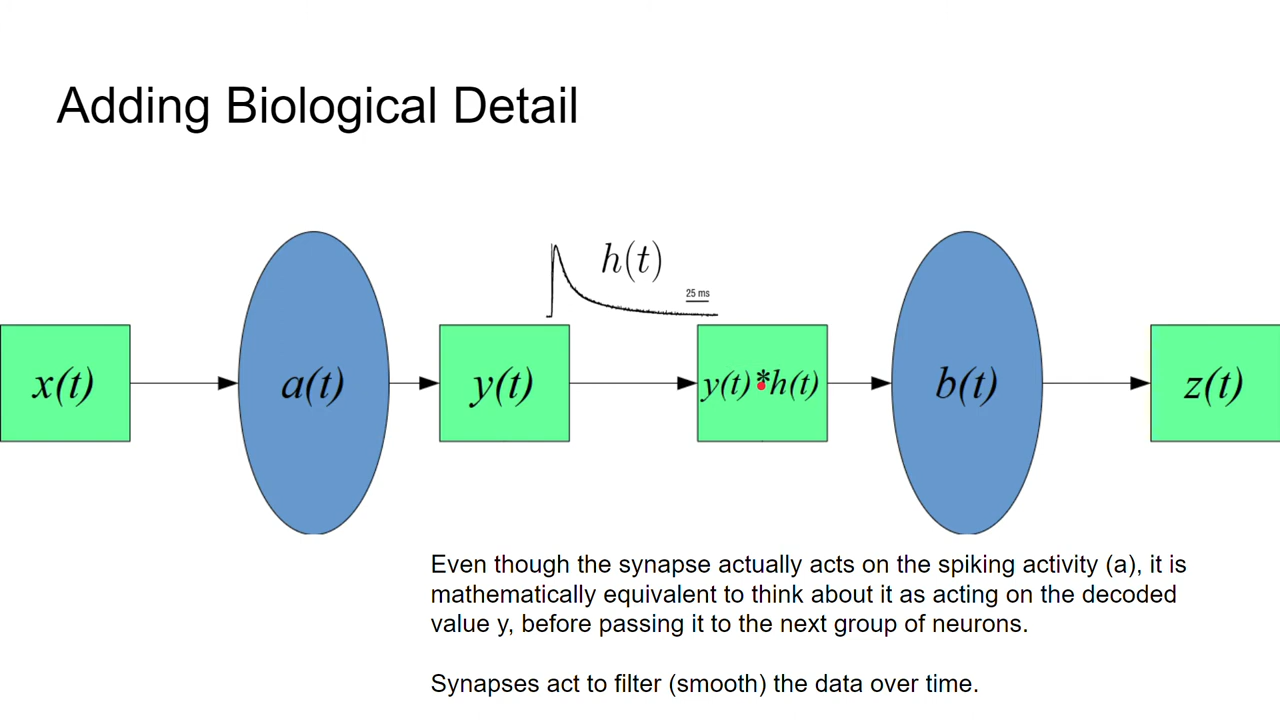 Adding Biological Detail
h(t)
25 ms
x(t)
a(t)
y(t)
y(t)*h(t)
b(t)
z(t)
Even though the synapse actually acts on the spiking activity (a), it is
mathematically equivalent to think about it as acting on the decoded
value y, before passing it to the next group of neurons.
Synapses act to filter (smooth) the data over time.